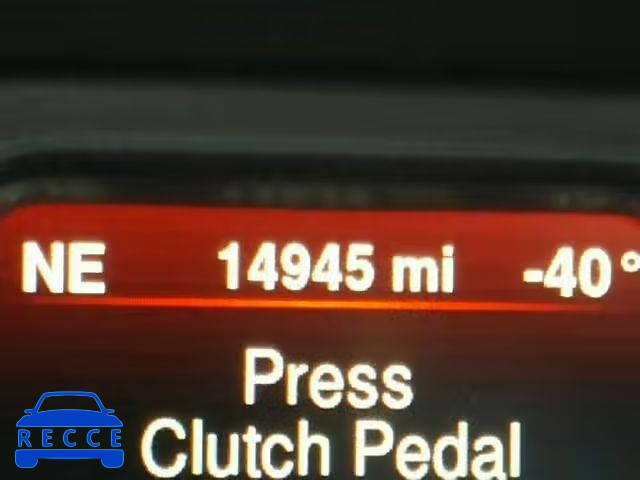 NE 14945 mi -40°
Press
Clutch Pedal
RECCE